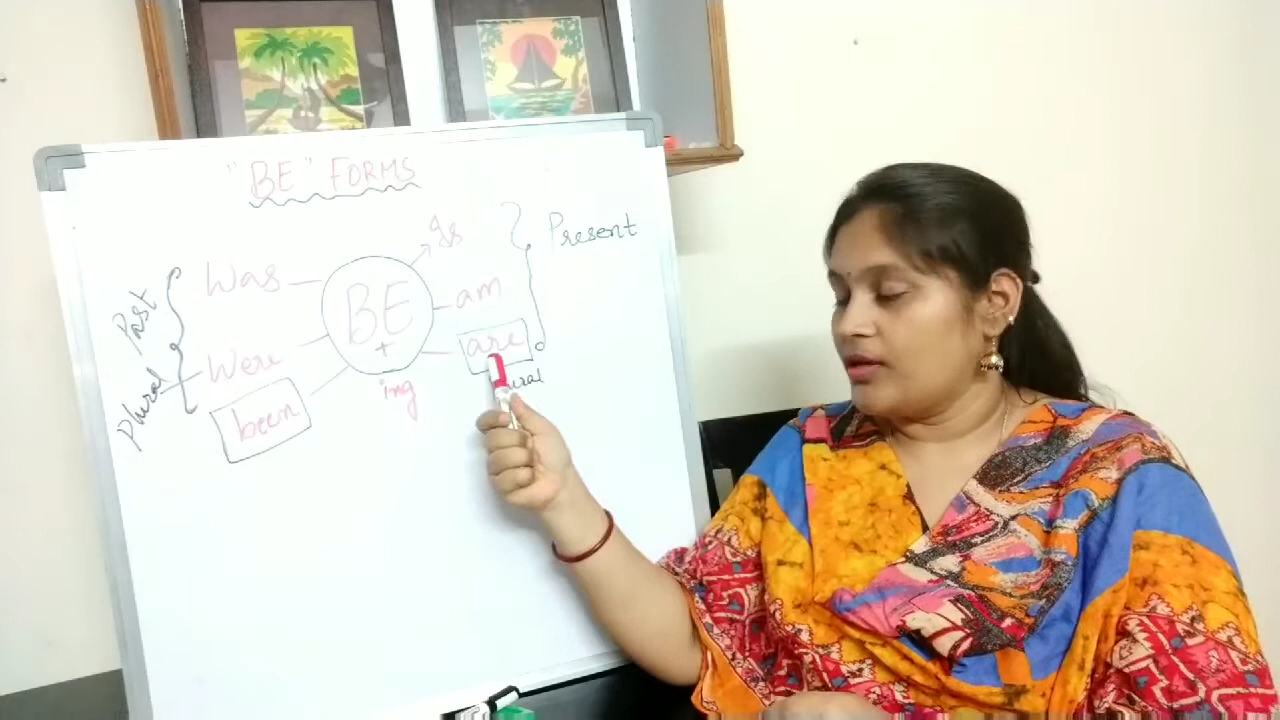 "BE" FORMS
Is
Present
Was
BE
am
Past
+
are
Were
Plural
ing
been